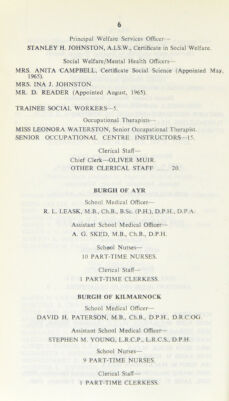 6
Principal Welfare Services Officer—
STANLEY H. JOHNSTON, A.I.S.W., Certificate in Social Welfare.
Social Welfare/Mental Health Officers—
MRS. ANITA CAMPBELL, Certificate Social Science (Appointed May,
1965).
MRS. INA J. JOHNSTON.
MR. D. READER (Appointed August, 1965).
TRAINEE SOCIAL WORKERS—5.
Occupational Therapists—
MISS LEONORA WATERSTON, Senior Occupational Therapist.
SENIOR OCCUPATIONAL CENTRE INSTRUCTORS—15.
Clerical Staff—
Chief Clerk—OLIVER MUIR.
OTHER CLERICAL STAFF ..... 20.
BURGH OF AYR
School Medical Officer—
R. L. LEASK, M.B., Ch.B., B.Sc. (P.H.), D.P.H., D.P.A.
Assistant School Medical Officer—
A. G. SKED, M.B., Ch.B., D.P.H.
School Nurses—
10 PART-TIME NURSES.
Clerical Staff—
1 PART-TIME CLERKESS.
BURGH OF KILMARNOCK
School Medical Officer—
DAVID H. PATERSON, M.B., Ch.B., D.P.H., D.R.C.O.G.
Assistant School Medical Officer—
STEPHEN M. YOUNG, L.R.C.P., L.R.C.S., D.P.H.
School Nurses—
9 PART-TIME NURSES.
Clerical Staff—
1 PART-TIME CLERKESS.